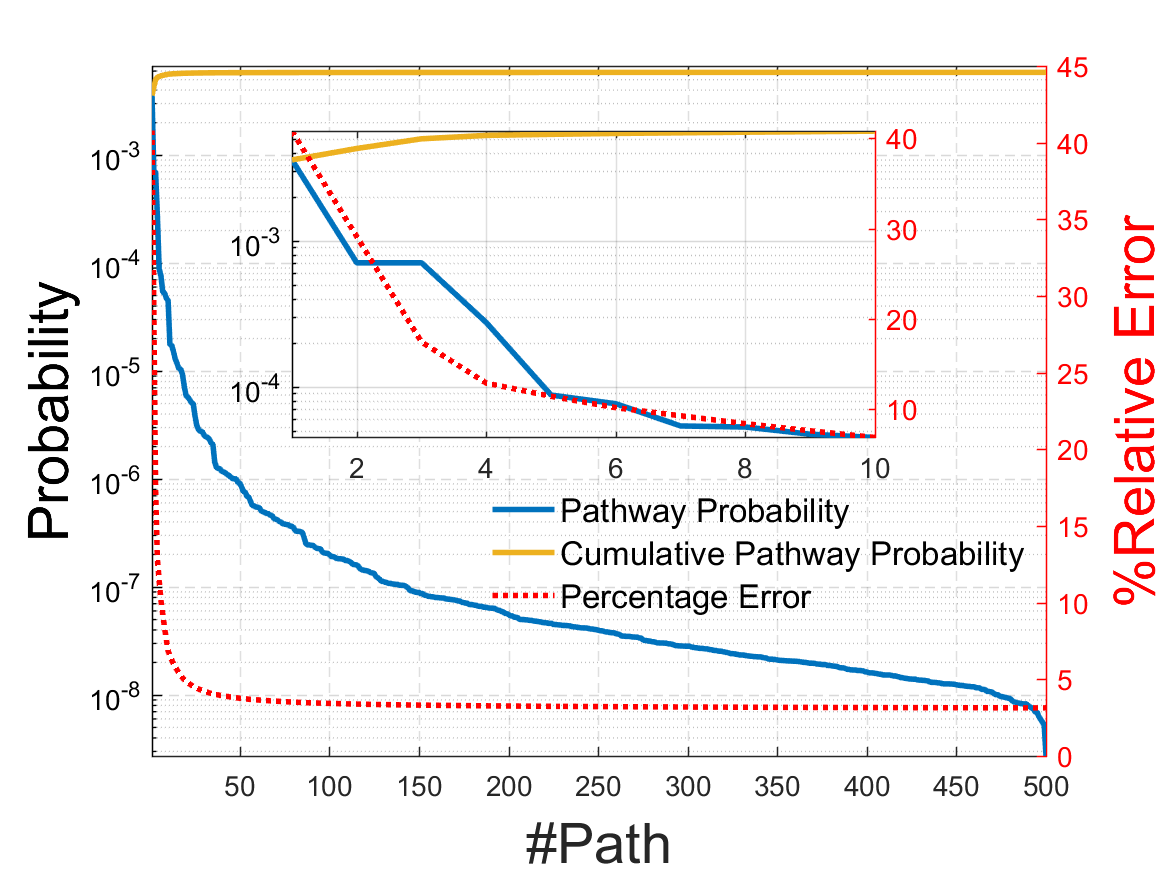 Probability
10^-3
10^-4
10^-5
10^-6
10^-7
10^-8
10^-3
10^-4
40
30
20
10
2 4 6 8 10
Pathway Probability
Cumulative Pathway Probability
Percentage Error
45
40
35
30
25
20
15
10
5
0
%Relative Error
50 100 150 200 250 300 350 400 450 500
#Path